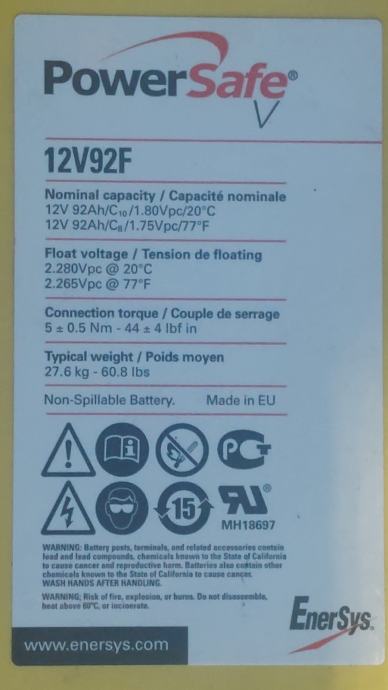 PowerSafe®
V
12V92F
Nominal capacity / Capacité nominale
12V 92Ah/C₁₀/1.80Vpc/20°C
12V 92Ah/C₈/1.75Vpc/77°F
Float voltage / Tension de floating
2.280Vpc @ 20°C
2.265Vpc @ 77°F
Connection torque / Couple de serrage
5 ± 0.5 Nm - 44 ± 4 lbf in
Typical weight / Poids moyen
27.6 kg - 60.8 lbs
Non-Spillable Battery. Made in EU
i
15
®
MH18697
WARNING: Battery posts, terminals, and related accessories contain
lead and lead compounds, chemicals known to the State of California
to cause cancer and reproductive harm. Batteries also contain other
chemicals known to the State of California to cause cancer.
WASH HANDS AFTER HANDLING.
WARNING: Risk of fire, explosion, or burns. Do not disassemble,
heat above 60°C, or incinerate.
EnerSys.
www.enersys.com